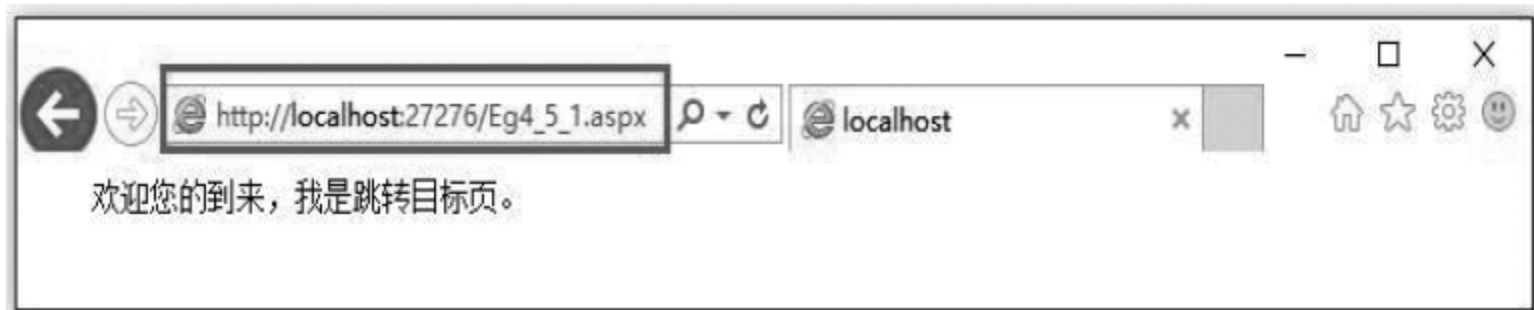 http://localhost:27276/Eg4_5_1.aspx localhost
欢迎您的到来，我是跳转目标页。